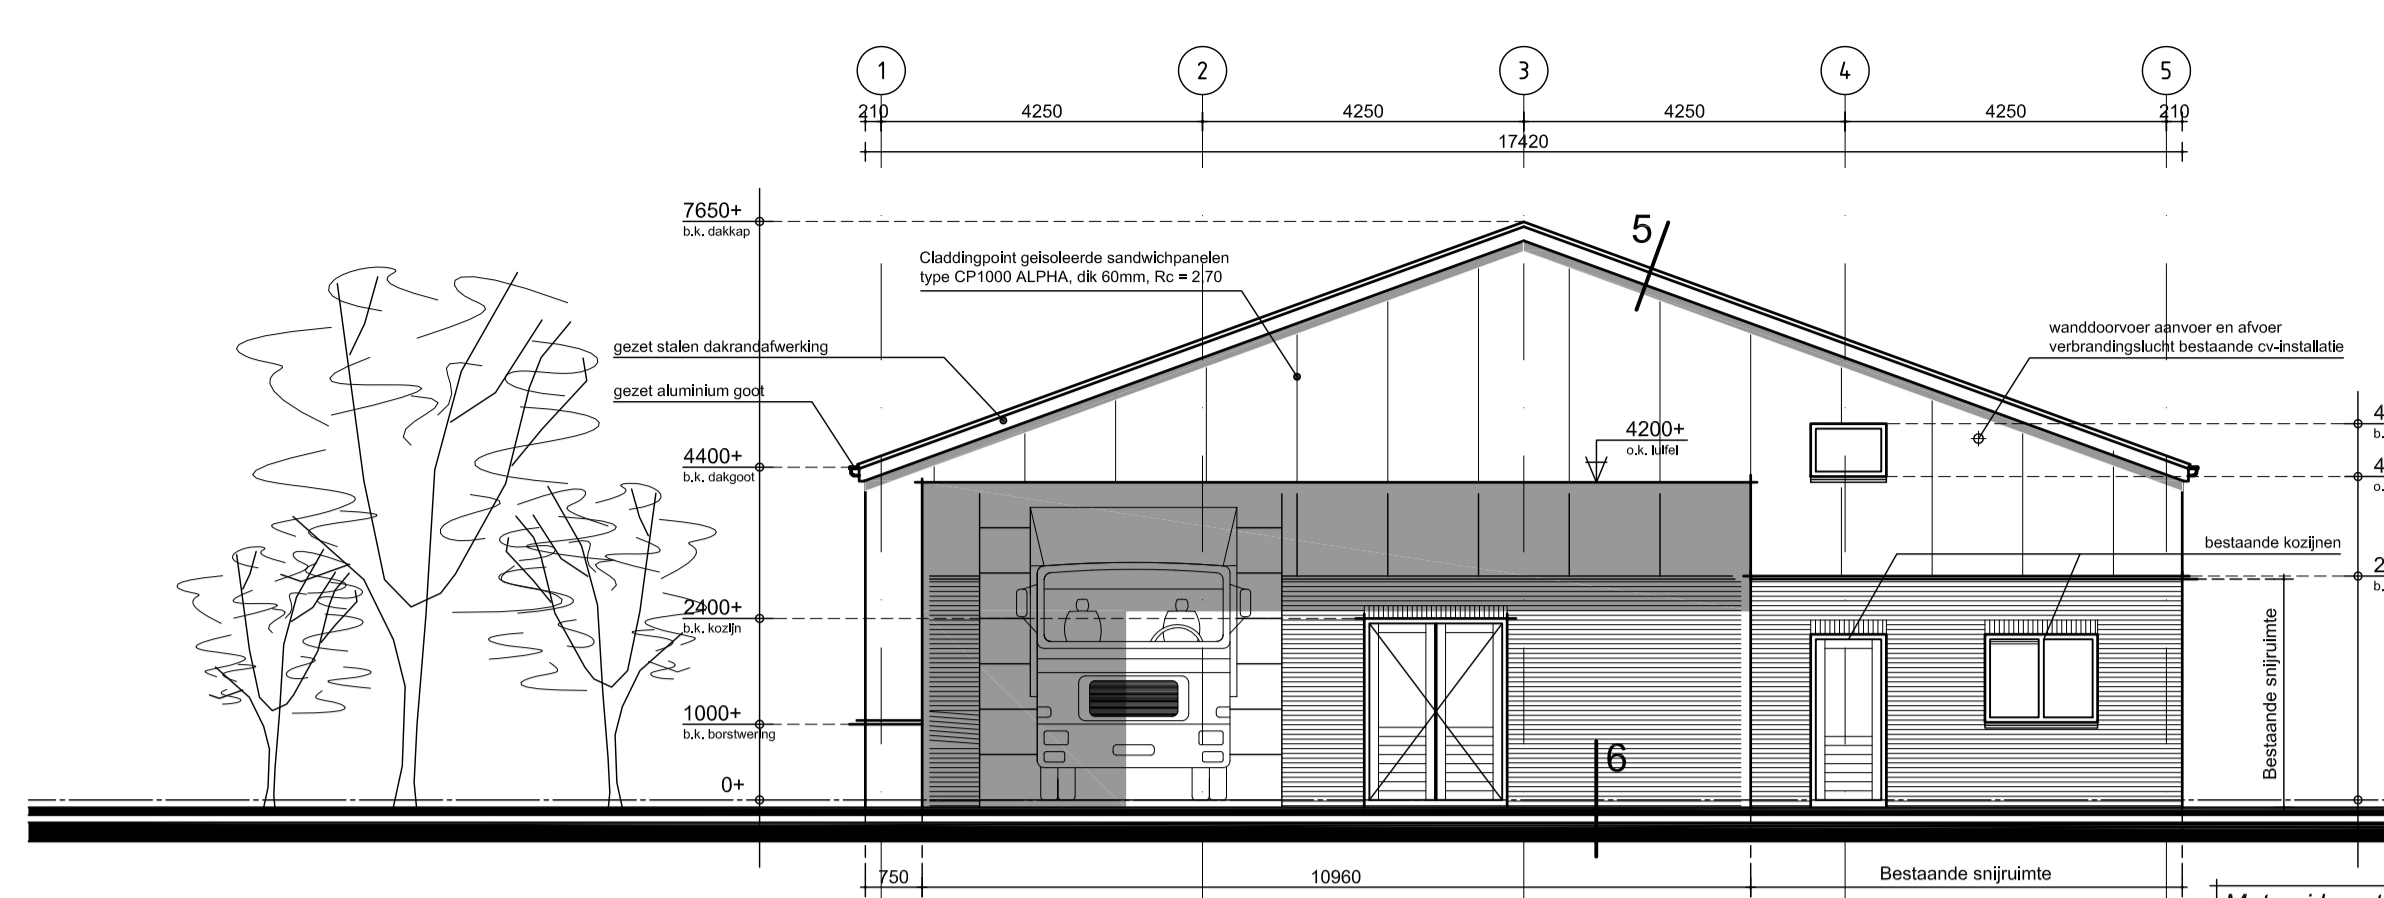 1 2 3 4 5
210 4250 4250 4250 4250 210
17420
7650+
b.k. dakkap
5
Claddingpoint geisoleerde sandwichpanelen
type CP1000 ALPHA, dik 60mm, Rc = 2,70
wanddoorvoer aanvoer en afvoer
verbrandingslucht bestaande cv-installatie
gezet stalen dakrandafwerking
gezet aluminium goot
4
b.
4200+
o.k. luifel
4400+
b.k. dakgoot
4
o.
bestaande kozijnen
2
b.
2400+
b.k. kozijn
Bestaande snijruimte
1000+
b.k. borstwering
6
0+
750 10960 Bestaande snijruimte